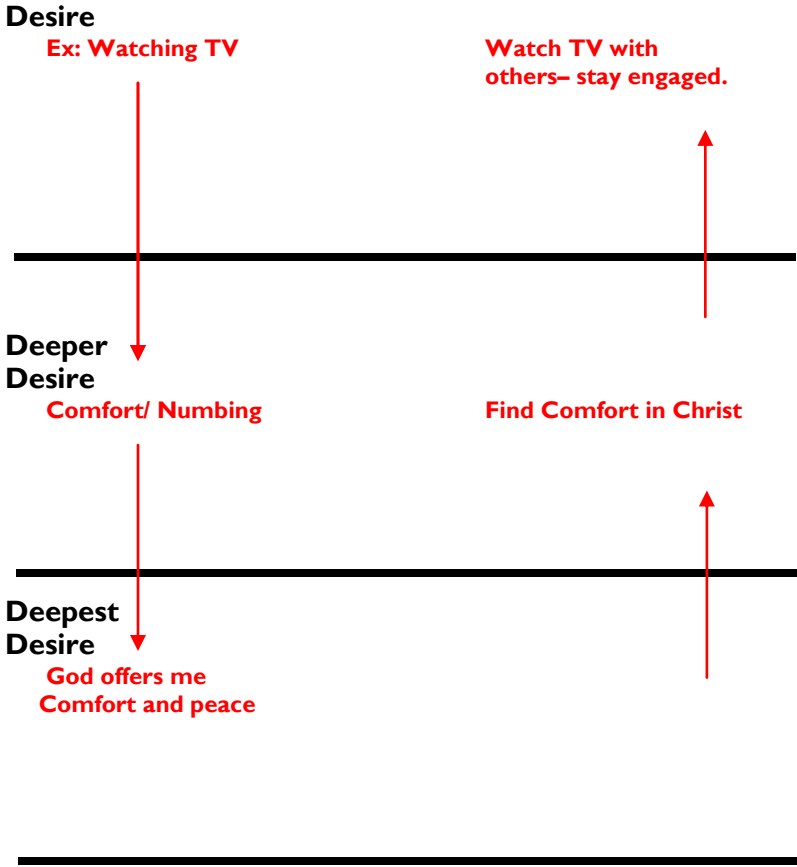 Desire
Ex: Watching TV
Watch TV with
others– stay engaged.
Deeper
Desire
Comfort/ Numbing
Find Comfort in Christ
Deepest
Desire
God offers me
Comfort and peace